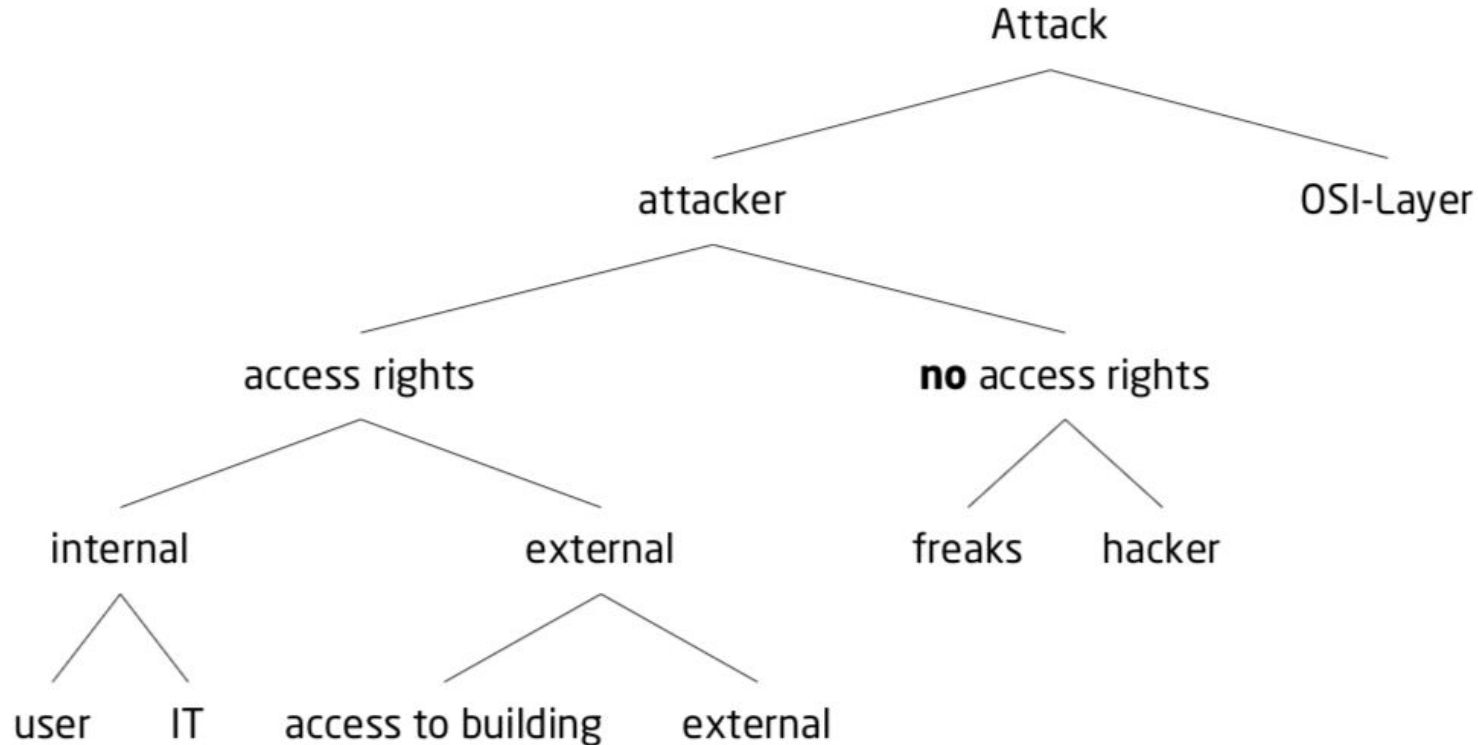 Attack
attacker OSI-Layer
access rights no access rights
internal external freaks hacker
user IT access to building external